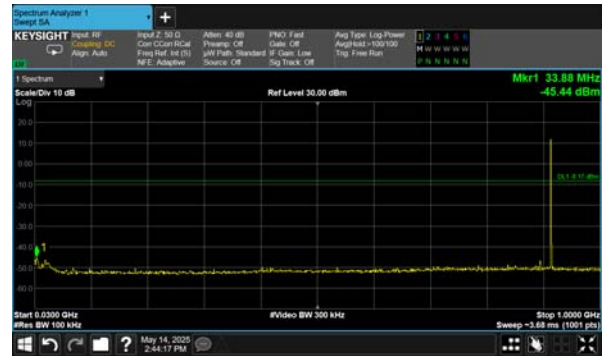 Spectrum Analyzer 1
Swept SA
+
KEYSIGHT
Input: RF
Coupling: DC
Align: Auto
Input Z: 50 Ω
Corr CCorr RCal
Freq Ref: Int (S)
NFE: Adaptive
Atten: 40 dB
Preamp: Off
µW Path: Standard
Source: Off
PNO: Fast
Gate: Off
IF Gain: Low
Sig Track: Off
Avg Type: Log-Power
Avg|Hold:>100/100
Trig: Free Run
1 2 3 4 5 6
M W W W W W
P N N N N N
1 Spectrum
Scale/Div 10 dB
Log
Ref Level 30.00 dBm
Mkr1 33.88 MHz
-45.44 dBm
20.0
10.0
0.00
-10.0
-20.0
-30.0
-40.0
-50.0
-60.0
1
Start 0.0300 GHz
#Res BW 100 kHz
#Video BW 300 kHz
Stop 1.0000 GHz
Sweep ~3.68 ms (1001 pts)
?
May 14, 2025
2:44:17 PM